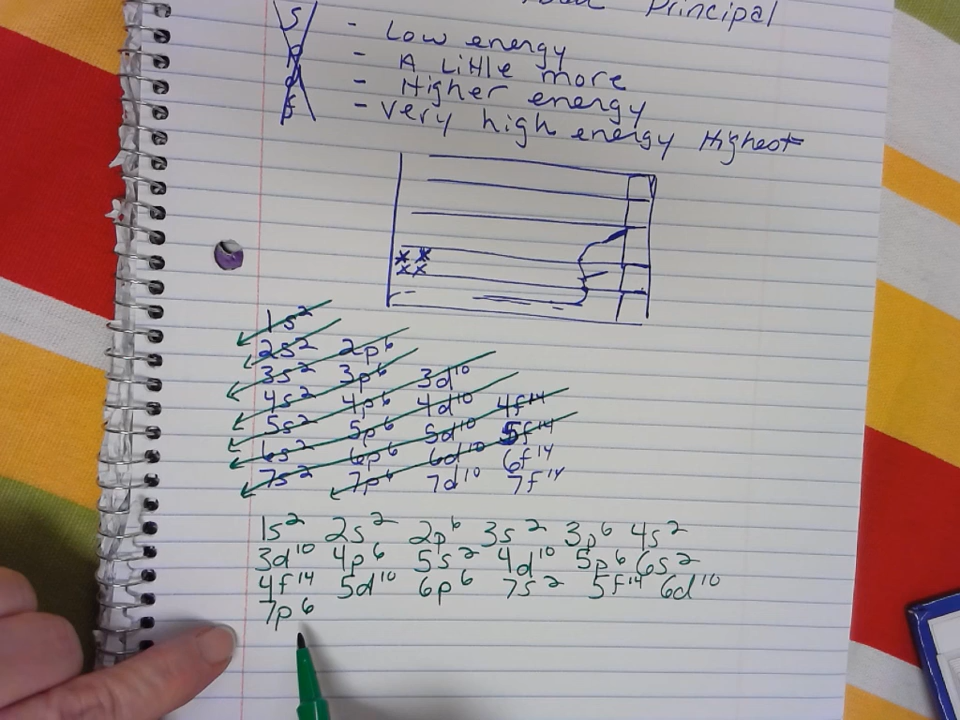 Principal
S - Low energy
p - A Little more
d - Higher energy
f - Very high energy Highest
1s²
2s² 2p⁶
3s² 3p⁶ 3d¹⁰
4s² 4p⁶ 4d¹⁰ 4f¹⁴
5s² 5p⁶ 5d¹⁰ 5f¹⁴
6s² 6p⁶ 6d¹⁰ 6f¹⁴
7s² 7p⁶ 7d¹⁰ 7f¹⁴
1s² 2s² 2p⁶ 3s² 3p⁶ 4s²
3d¹⁰ 4p⁶ 5s² 4d¹⁰ 5p⁶ 6s²
4f¹⁴ 5d¹⁰ 6p⁶ 7s² 5f¹⁴ 6d¹⁰
7p⁶